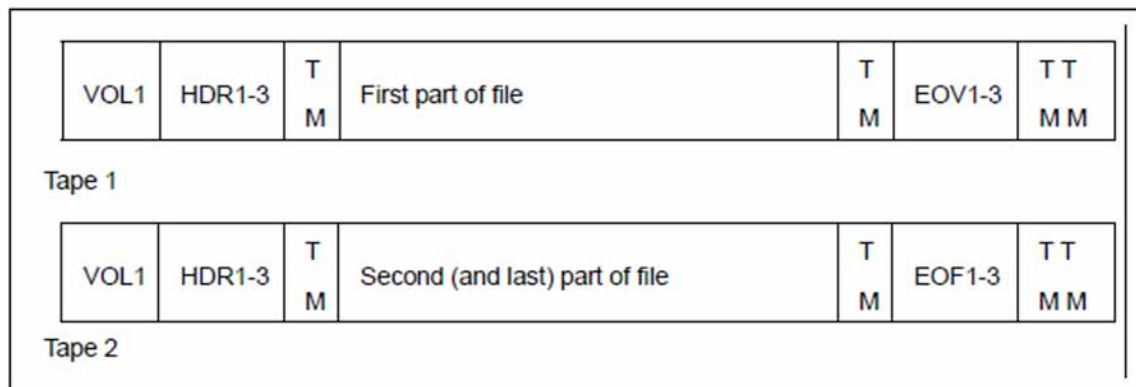 VOL1 HDR1-3 T M First part of file T M EOV1-3 T T M M
Tape 1
VOL1 HDR1-3 T M Second (and last) part of file T M EOF1-3 T T M M
Tape 2